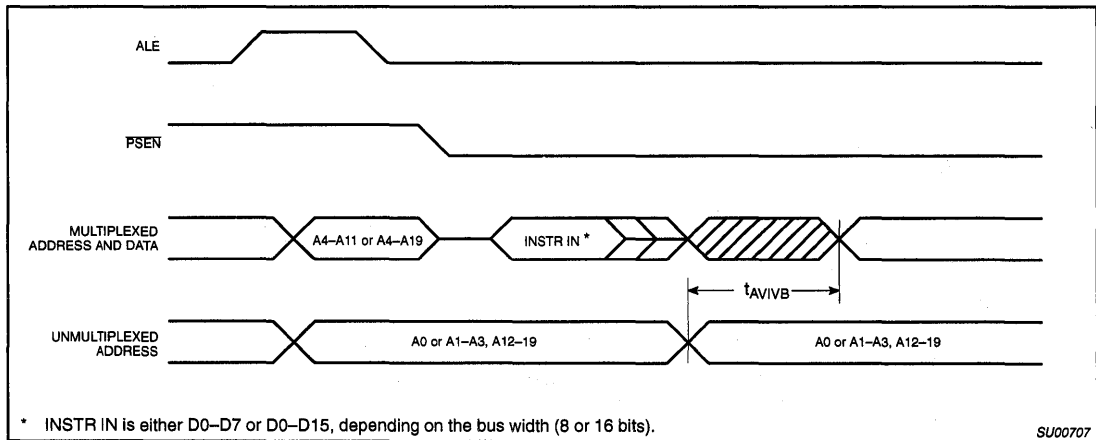 ALE
PSEN
MULTIPLEXED
ADDRESS AND DATA
A4–A11 or A4–A19
INSTR IN *
tAVIVB
UNMULTIPLEXED
ADDRESS
A0 or A1–A3, A12–19
A0 or A1–A3, A12–19
* INSTR IN is either D0–D7 or D0–D15, depending on the bus width (8 or 16 bits).
SU00707